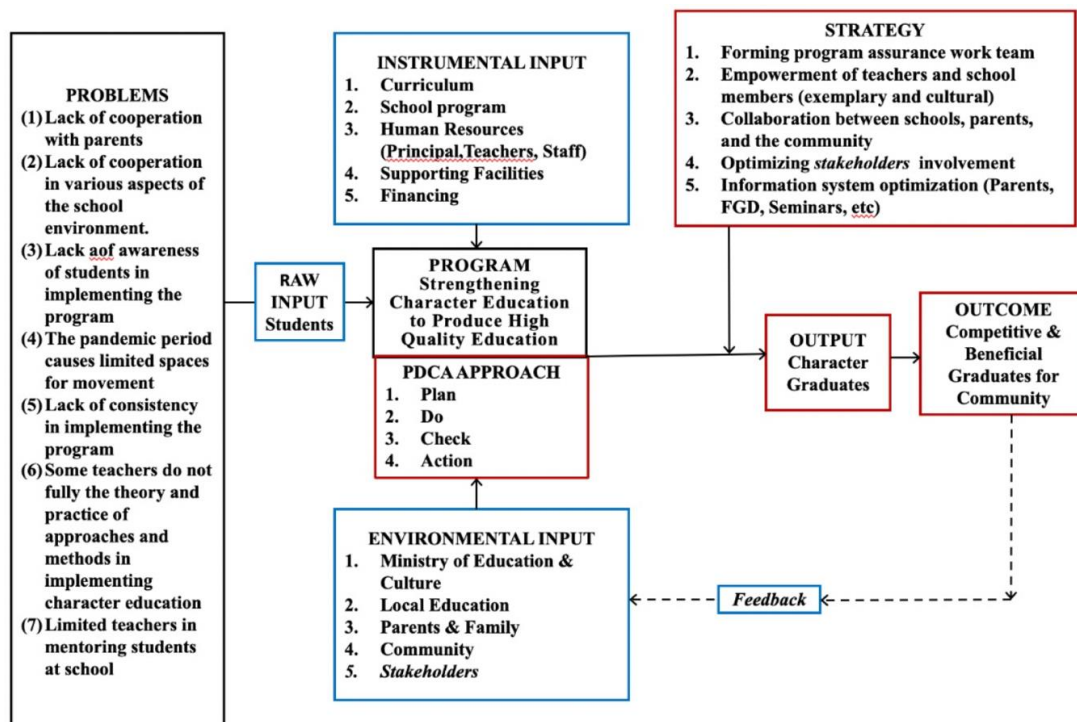 PROBLEMS
(1) Lack of cooperation
with parents
(2) Lack of cooperation
in various aspects of
the school
environment.
(3) Lack aof awareness
of students in
implementing the
program
(4) The pandemic period
causes limited spaces
for movement
(5) Lack of consistency
in implementing the
program
(6) Some teachers do not
fully the theory and
practice of
approaches and
methods in
implementing
character education
(7) Limited teachers in
mentoring students
at school
RAW
INPUT
Students
INSTRUMENTAL INPUT
1. Curriculum
2. School program
3. Human Resources
(Principal,Teachers, Staff)
4. Supporting Facilities
5. Financing
PROGRAM
Strengthening
Character Education
to Produce High
Quality Education
PDCA APPROACH
1. Plan
2. Do
3. Check
4. Action
ENVIRONMENTAL INPUT
1. Ministry of Education &
Culture
2. Local Education
3. Parents & Family
4. Community
5. Stakeholders
STRATEGY
1. Forming program assurance work team
2. Empowerment of teachers and school
members (exemplary and cultural)
3. Collaboration between schools, parents,
and the community
4. Optimizing stakeholders involvement
5. Information system optimization (Parents,
FGD, Seminars, etc)
OUTPUT
Character
Graduates
OUTCOME
Competitive &
Beneficial
Graduates for
Community
Feedback